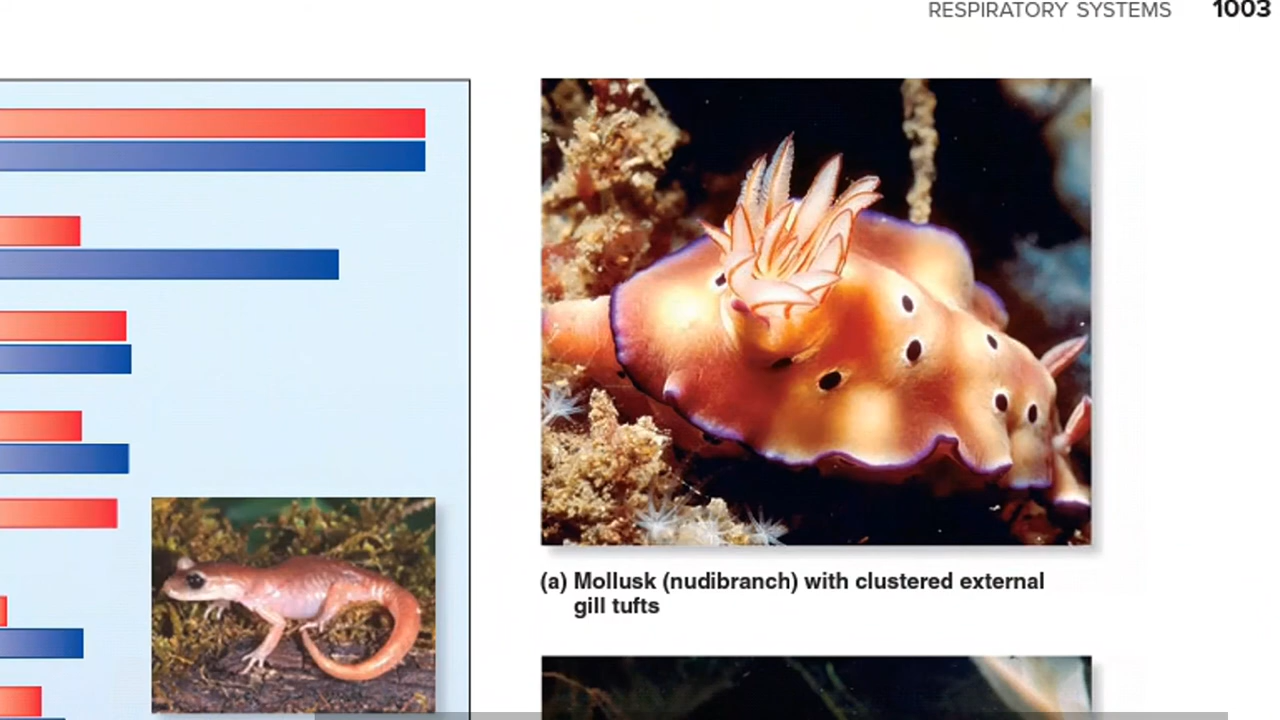 RESPIRATORY SYSTEMS 1003
(a) Mollusk (nudibranch) with clustered external
gill tufts